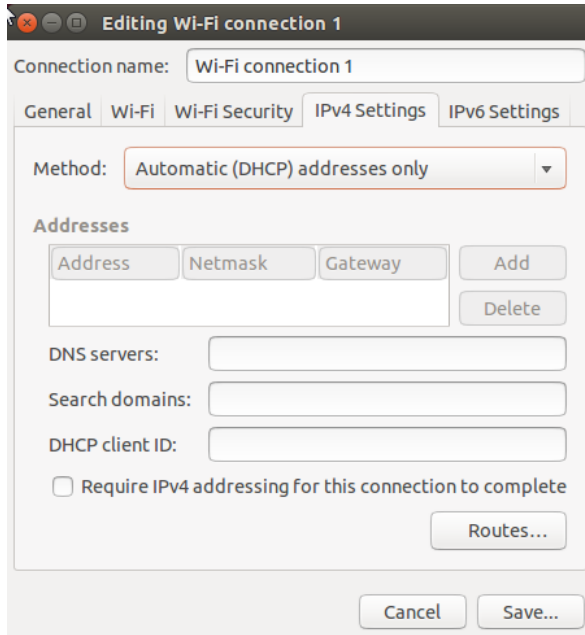 Editing Wi-Fi connection 1
Connection name: Wi-Fi connection 1
General Wi-Fi Wi-Fi Security IPv4 Settings IPv6 Settings
Method: Automatic (DHCP) addresses only
Addresses
Address Netmask Gateway Add
Delete
DNS servers:
Search domains:
DHCP client ID:
Require IPv4 addressing for this connection to complete
Routes...
Cancel Save...